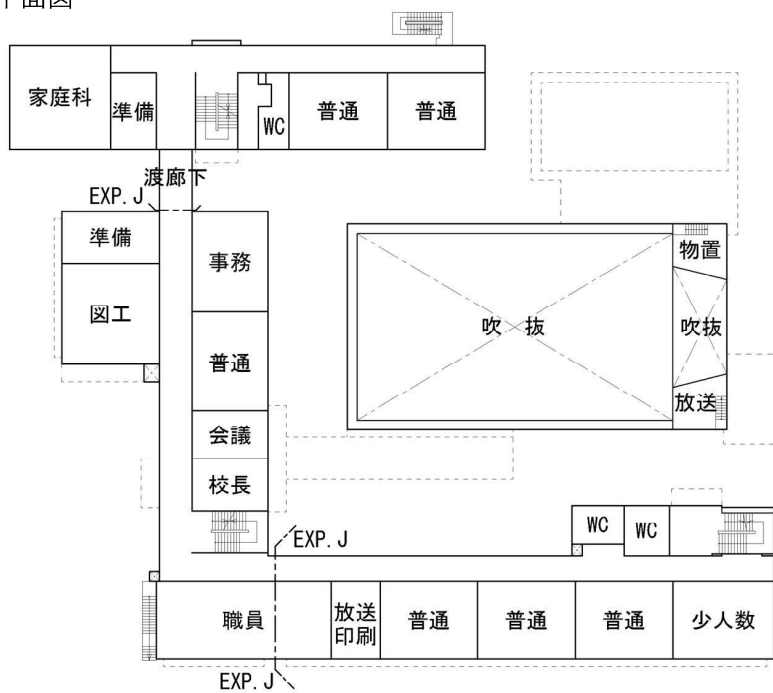 平面図
家庭科
準備
WC
普通
普通
渡廊下
EXP. J
準備
事務
図工
普通
会議
校長
吹 抜
物置
吹抜
放送
EXP. J
WC
WC
職員
放送
印刷
普通
普通
普通
少人数
EXP. J